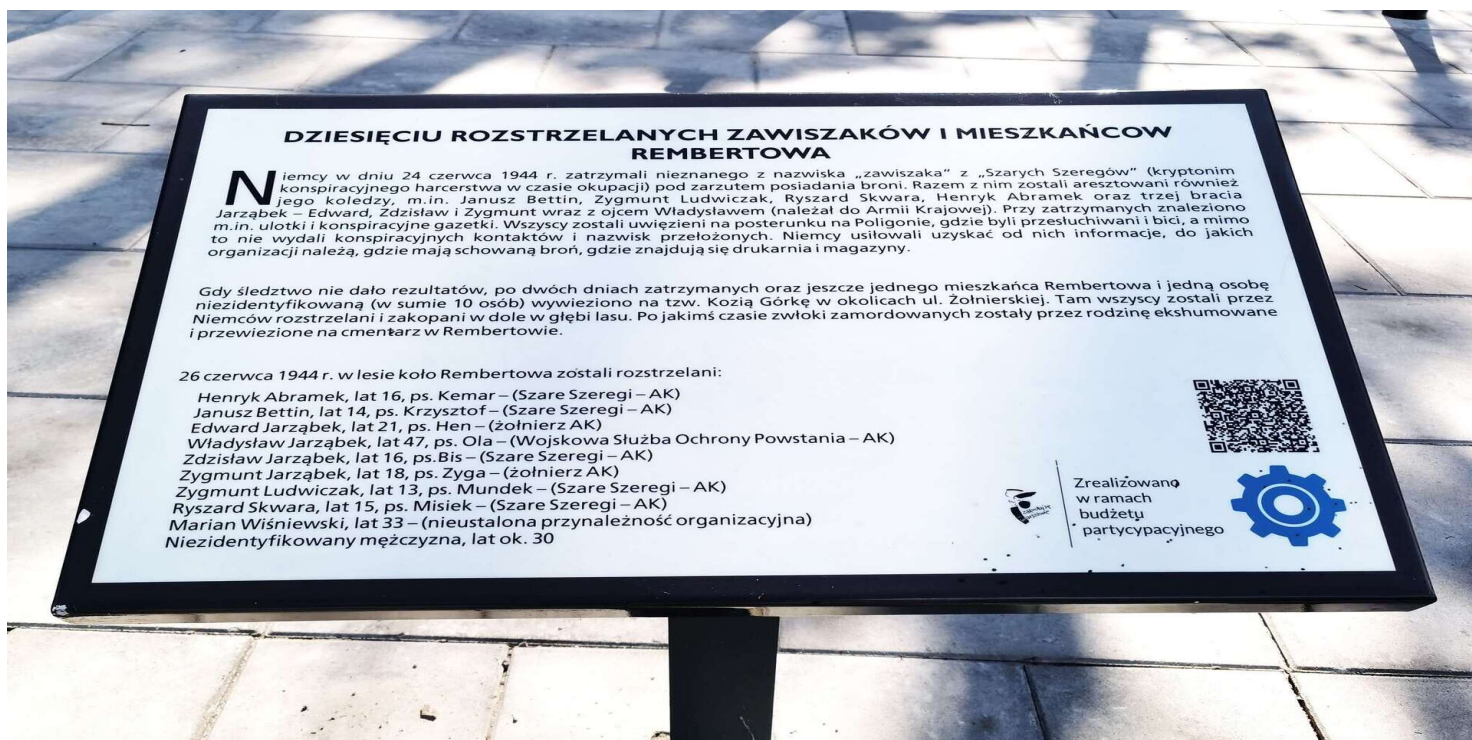 DZIESIĘCIU ROZSTRZELANYCH ZAWISZAKÓW I MIESZKAŃCOW
REMBERTOWA
Niemcy w dniu 24 czerwca 1944 r. zatrzymali nieznanego z nazwiska „zawiszaka“ z „Szarych Szeregów” (kryptonim
konspiracyjnego harcerstwa w czasie okupacji) pod zarzutem posiadania broni. Razem z nim zostali aresztowani również
jego koledzy, m.in. Janusz Bettin, Zygmunt Ludwiczak, Ryszard Skwara, Henryk Abramek oraz trzej bracia
Jarząbek – Edward, Zdzisław i Zygmunt wraz z ojcem Władysławem (należał do Armii Krajowej). Przy zatrzymanych znaleziono
m.in. ulotki i konspiracyjne gazetki. Wszyscy zostali uwięzieni na posterunku na Poligonie, gdzie byli przesłuchiwani i bici, a mimo
to nie wydali konspiracyjnych kontaktów i nazwisk przełożonych. Niemcy usiłowali uzyskać od nich informacje, do jakich
organizacji należą, gdzie mają schowaną broń, gdzie znajdują się drukarnia i magazyny.
Gdy śledztwo nie dało rezultatów, po dwóch dniach zatrzymanych oraz jeszcze jednego mieszkańca Rembertowa i jedną osobę
niezidentyfikowaną (w sumie 10 osób) wywieziono na tzw. Kozią Górkę w okolicach ul. Żołnierskiej. Tam wszyscy zostali przez
Niemców rozstrzelani i zakopani w dole w głębi lasu. Po jakimś czasie zwłoki zamordowanych zostały przez rodzinę ekshumowane
i przewiezione na cmentarz w Rembertowie.
26 czerwca 1944 r. w lesie koło Rembertowa zostali rozstrzelani:
Henryk Abramek, lat 16, ps. Kemar – (Szare Szeregi – AK)
Janusz Bettin, lat 14, ps. Krzysztof – (Szare Szeregi – AK)
Edward Jarząbek, lat 21, ps. Hen – (żołnierz AK)
Władysław Jarząbek, lat 47, ps. Ola – (Wojskowa Służba Ochrony Powstania – AK)
Zdzisław Jarząbek, lat 16, ps.Bis – (Szare Szeregi – AK)
Zygmunt Jarząbek, lat 18, ps. Zyga – (żołnierz AK)
Zygmunt Ludwiczak, lat 13, ps. Mundek – (Szare Szeregi – AK)
Ryszard Skwara, lat 15, ps. Misiek – (Szare Szeregi – AK)
Marian Wiśniewski, lat 33 – (nieustalona przynależność organizacyjna)
Niezidentyfikowany mężczyzna, lat ok. 30
Zrealizowano
w ramach
budżetu
partycypacyjnego